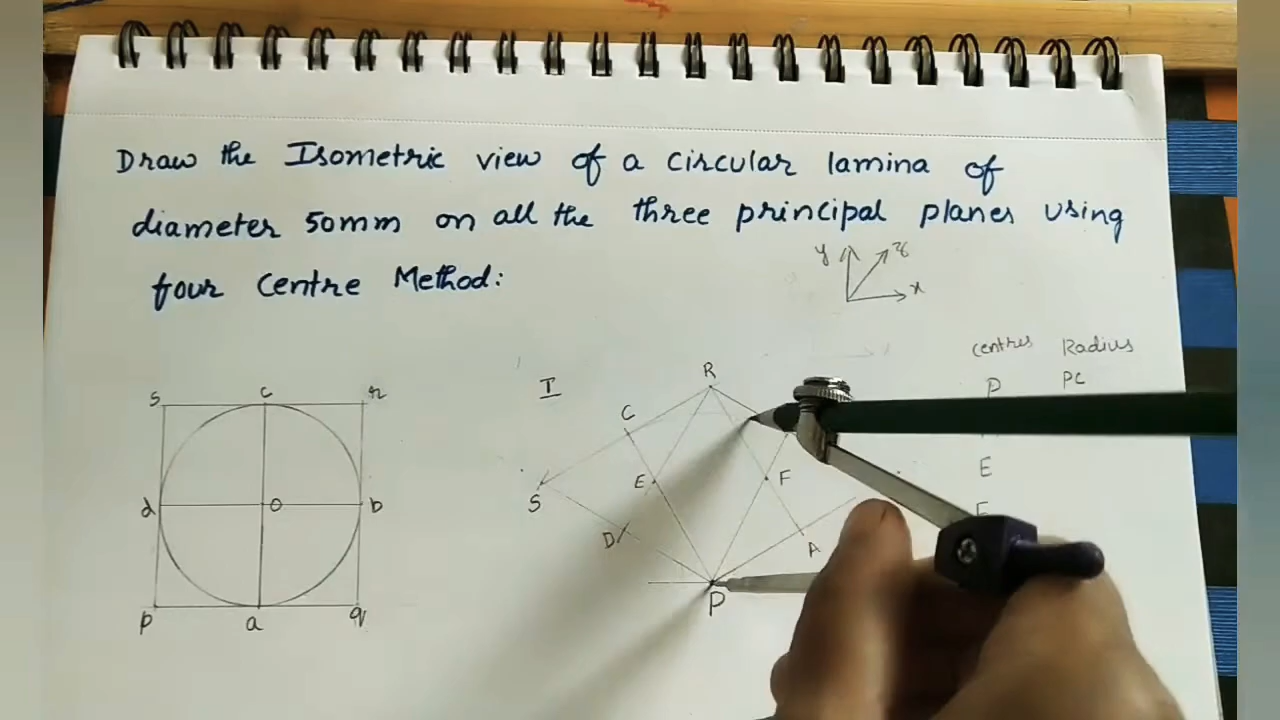 Draw the Isometric view of a circular lamina of
diameter 50mm on all the three principal planes using
four Centre Method:
y z
x
Centres Radius
P PC
E
F
I
R
C
S
E F
D
A
P
s c r
d o b
p a q